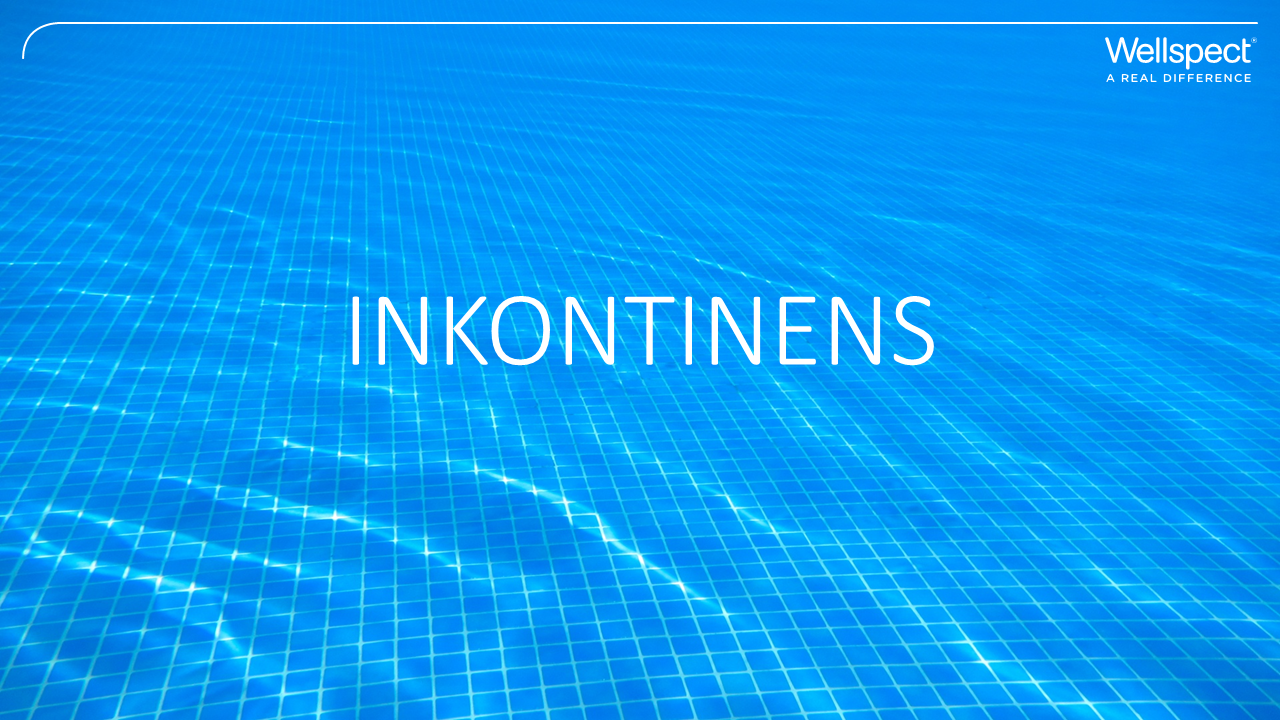 Wellspect®
A REAL DIFFERENCE
INKONTINENS